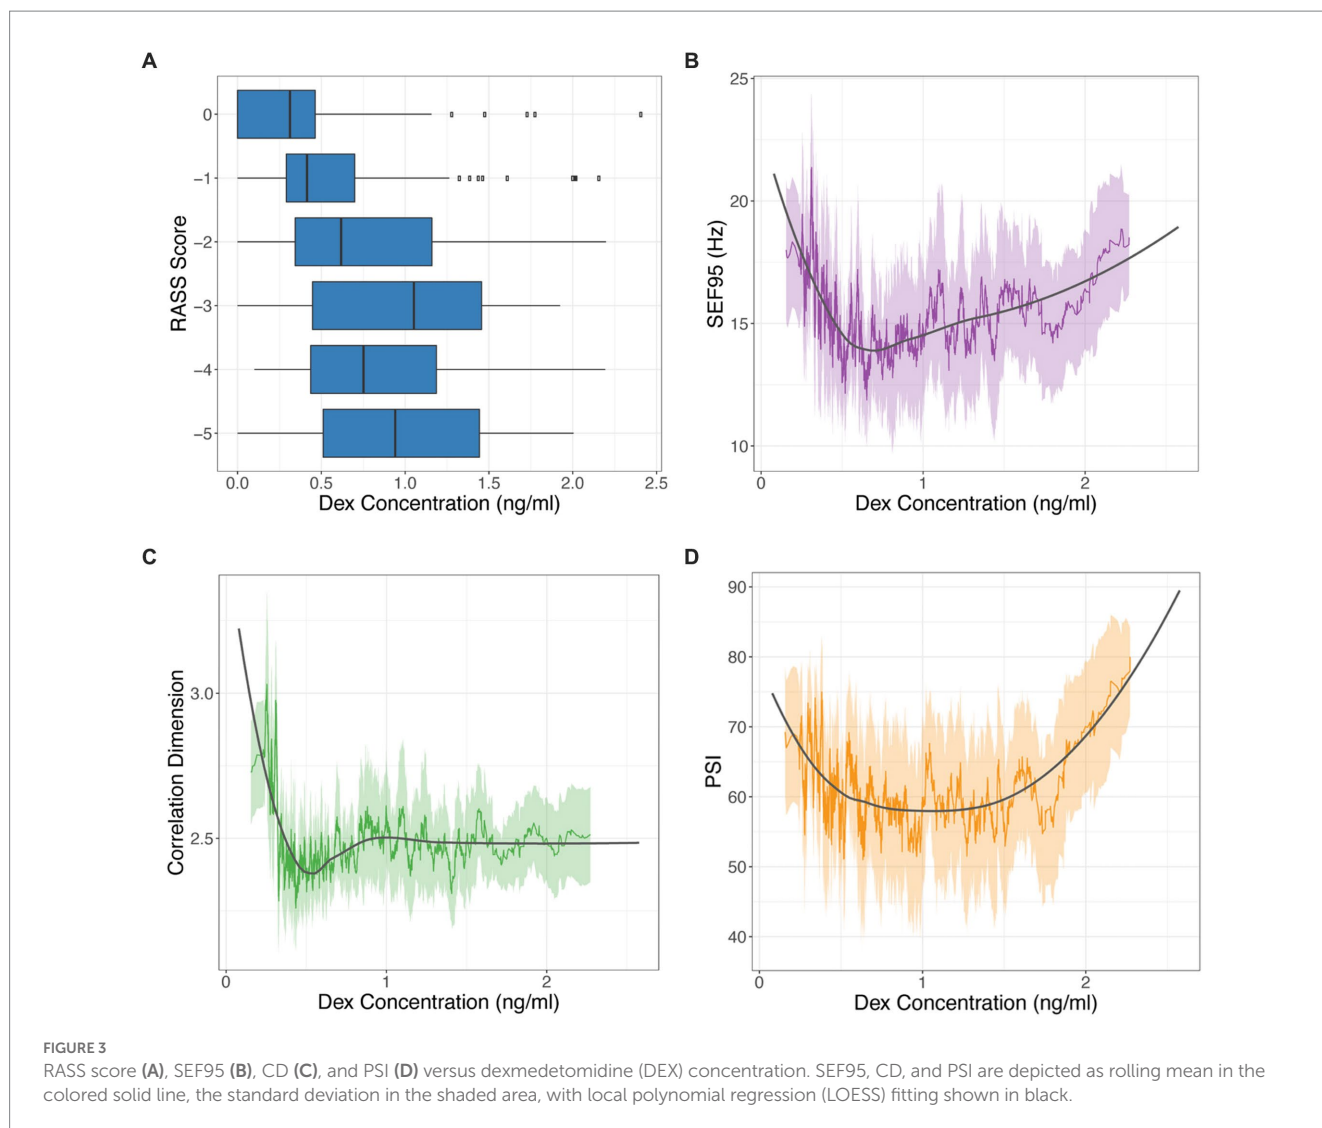 A
RASS Score
0
−1
−2
−3
−4
−5
0.0 0.5 1.0 1.5 2.0 2.5
Dex Concentration (ng/ml)
B
SEF95 (Hz)
25
20
15
10
0 1 2
Dex Concentration (ng/ml)
C
Correlation Dimension
3.0
2.5
0 1 2
Dex Concentration (ng/ml)
D
PSI
90
80
70
60
50
40
0 1 2
Dex Concentration (ng/ml)
FIGURE 3
RASS score (A), SEF95 (B), CD (C), and PSI (D) versus dexmedetomidine (DEX) concentration. SEF95, CD, and PSI are depicted as rolling mean in the
colored solid line, the standard deviation in the shaded area, with local polynomial regression (LOESS) fitting shown in black.